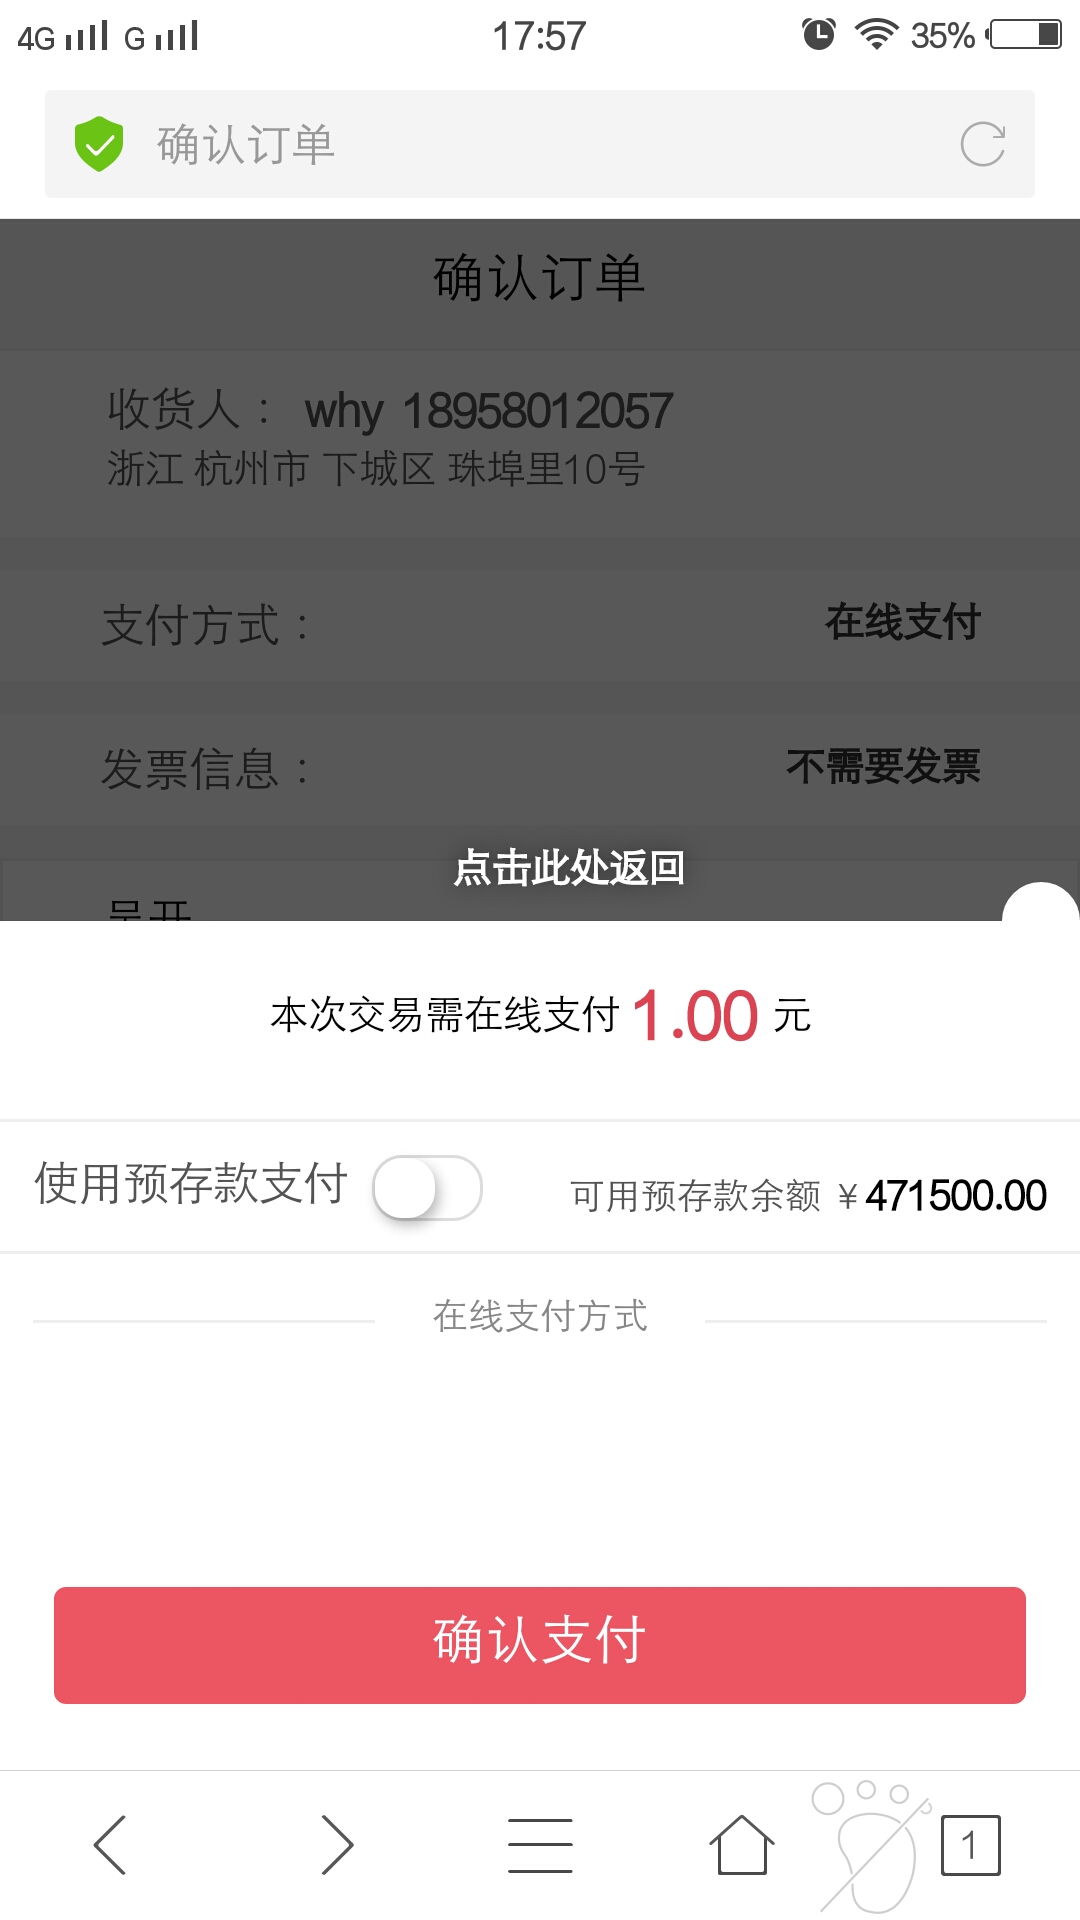 4G G 17:57 35%
确认订单
确认订单
收货人： why 18958012057
浙江 杭州市 下城区 珠埠里10号
支付方式： 在线支付
发票信息： 不需要发票
点击此处返回
本次交易需在线支付 1.00 元
使用预存款支付 可用预存款余额 ¥ 471500.00
在线支付方式
确认支付
1